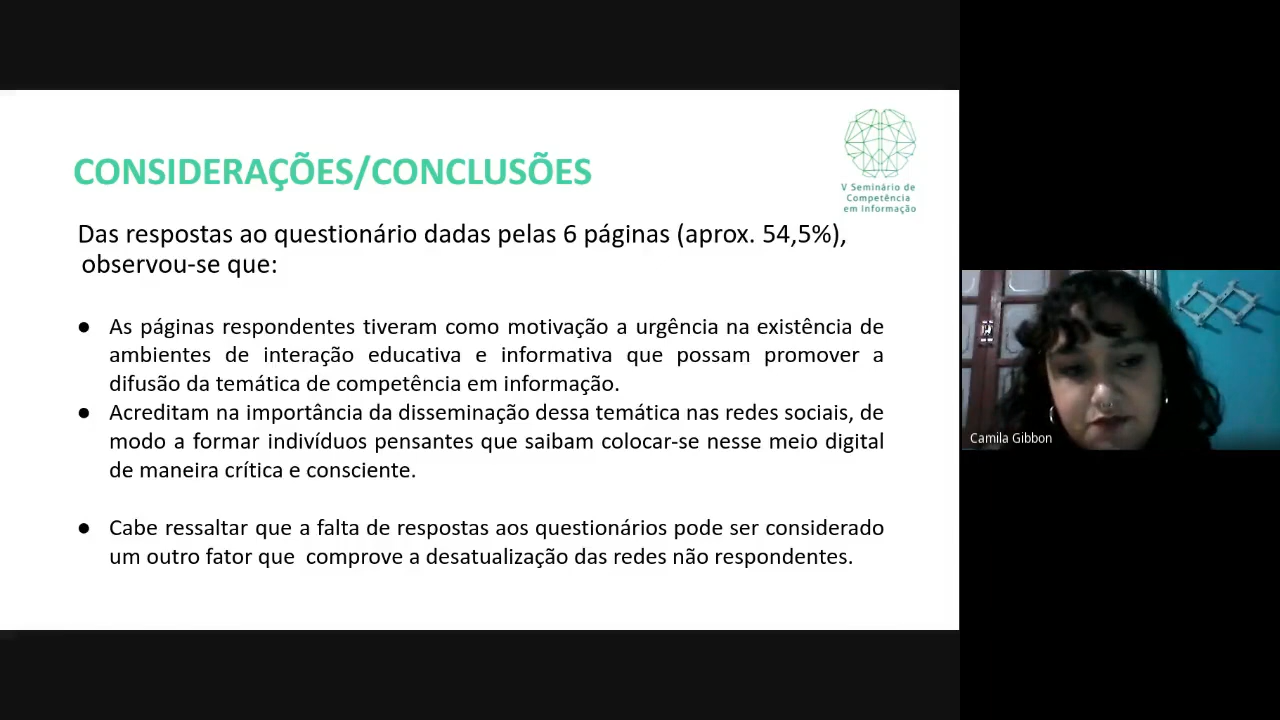 V Seminário de
Competência
em Informação
CONSIDERAÇÕES/CONCLUSÕES
Das respostas ao questionário dadas pelas 6 páginas (aprox. 54,5%),
observou-se que:
● As páginas respondentes tiveram como motivação a urgência na existência de
ambientes de interação educativa e informativa que possam promover a
difusão da temática de competência em informação.
● Acreditam na importância da disseminação dessa temática nas redes sociais, de
modo a formar indivíduos pensantes que saibam colocar-se nesse meio digital
de maneira crítica e consciente.
● Cabe ressaltar que a falta de respostas aos questionários pode ser considerado
um outro fator que  comprove a desatualização das redes não respondentes.
Camila Gibbon